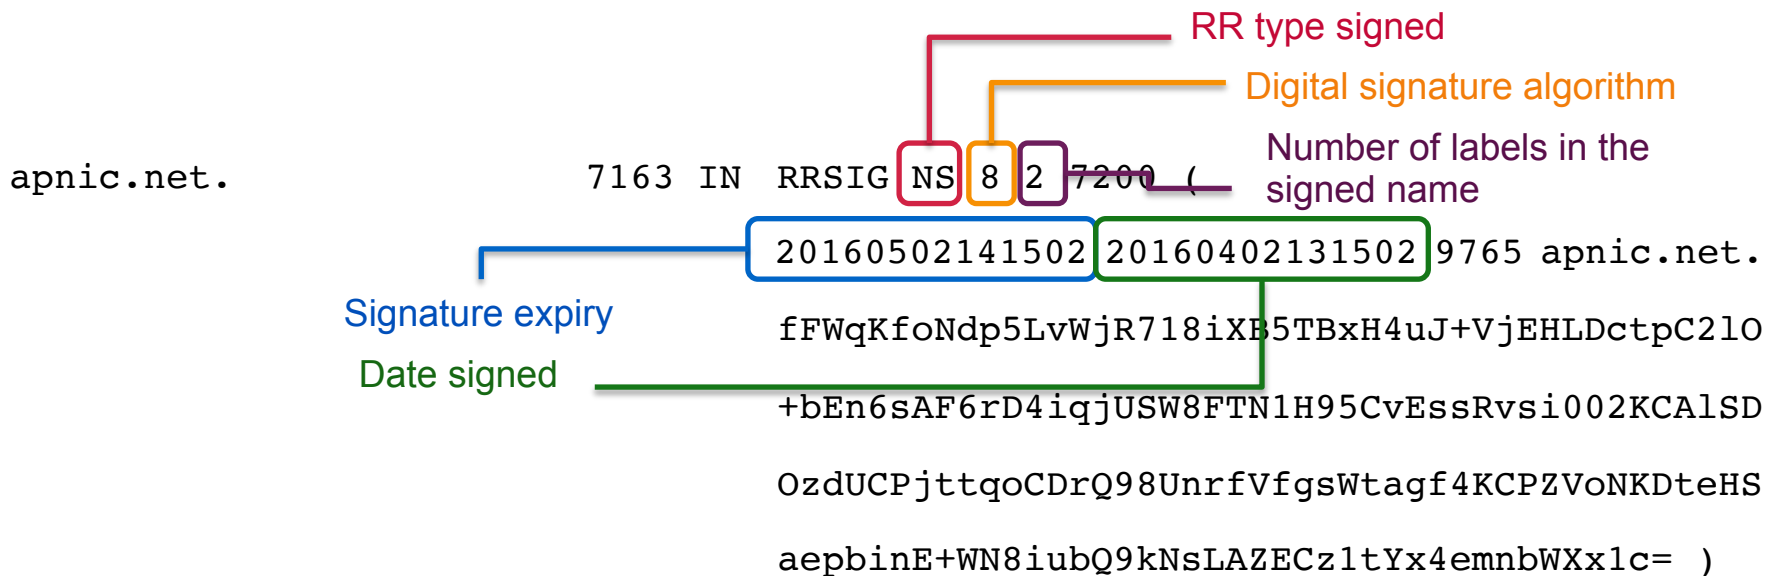 RR type signed
Digital signature algorithm
Number of labels in the
signed name
apnic.net. 7163 IN RRSIG NS 8 2 7200 (
20160502141502 20160402131502 9765 apnic.net.
Signature expiry
fFWqKfoNdp5LvWjR718iXB5TBxH4uJ+VjEHLDctpC2lO
Date signed
+bEn6sAF6rD4iqjUSW8FTN1H95CvEssRvsi002KCAlSD
OzdUCPjttqoCDrQ98UnrfVfgsWtagf4KCPZVoNKDteHS
aepbinE+WN8iubQ9kNsLAZECz1tYx4emnbWXx1c= )